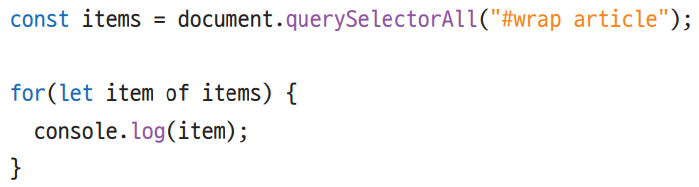 const items = document.querySelectorAll("#wrap article");
for(let item of items) {
console.log(item);
}